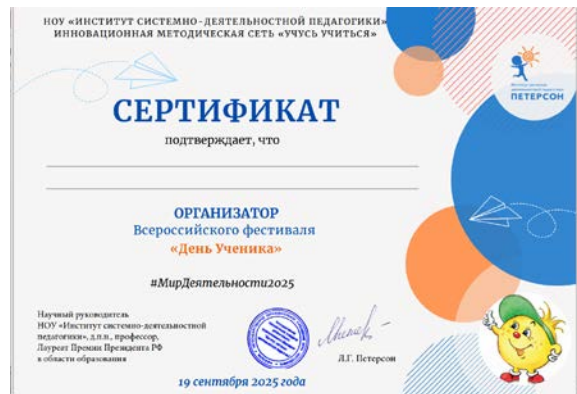 НОУ «ИНСТИТУТ СИСТЕМНО-ДЕЯТЕЛЬНОСТНОЙ ПЕДАГОГИКИ»
ИННОВАЦИОННАЯ МЕТОДИЧЕСКАЯ СЕТЬ «УЧУСЬ УЧИТЬСЯ»
ПЕТЕРСОН
СЕРТИФИКАТ
подтверждает, что
ОРГАНИЗАТОР
Всероссийского фестиваля
«День Ученика»
#МирДеятельности2025
Научный руководитель
НОУ «Институт системно-деятельностной
педагогики», д.п.н., профессор,
Лауреат Премии Президента РФ
в области образования
Л.Г. Петерсон
19 сентября 2025 года